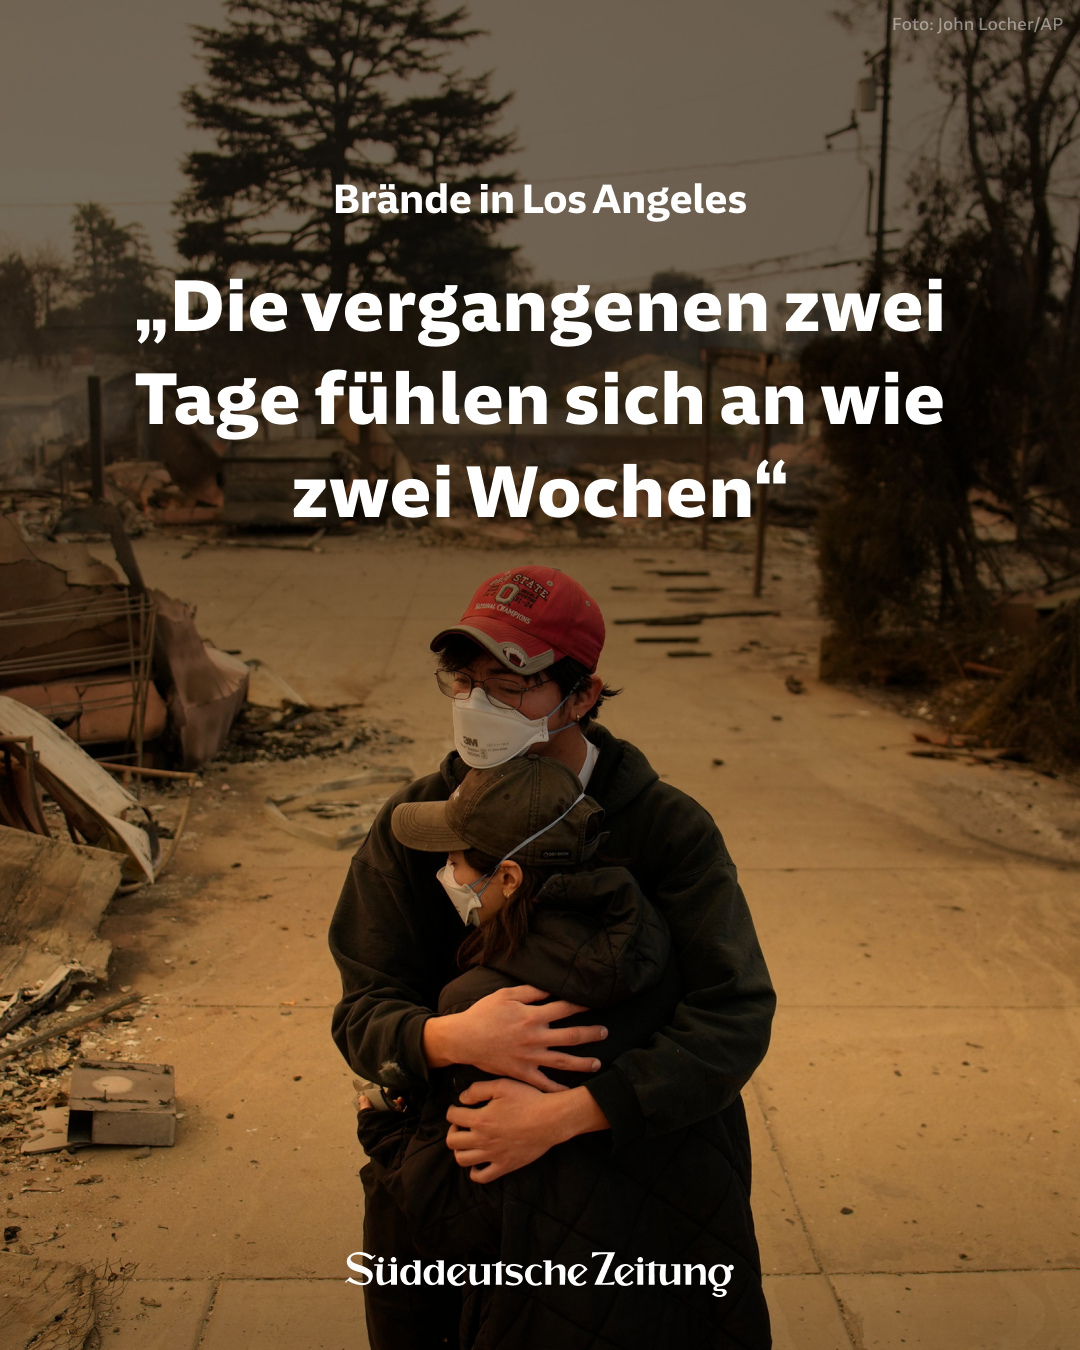 Foto: John Locher/AP
Brände in Los Angeles
„Die vergangenen zwei
Tage fühlen sich an wie
zwei Wochen“
STATE
O
NATIONAL CHAMPIONS
3M
Süddeutsche Zeitung